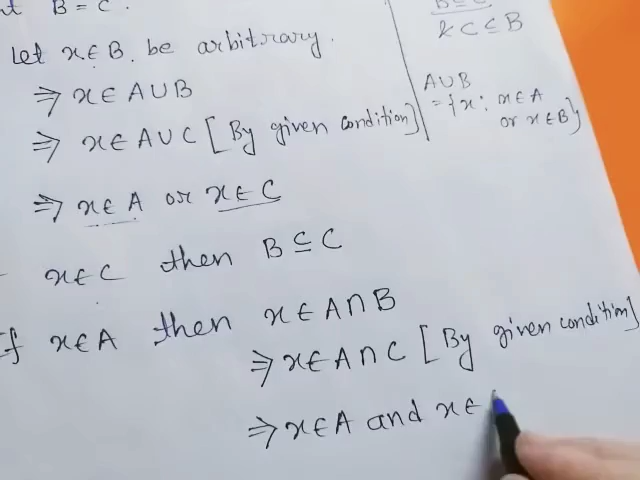 B = C.
Let x ∈ B. be arbitrary.
⇒ x ∈ A ∪ B
⇒ x ∈ A ∪ C [By given condition]
⇒ x ∈ A or x ∈ C
x ∈ C then B ⊆ C
If x ∈ A then x ∈ A ∩ B
⇒ x ∈ A ∩ C [By given condition]
⇒ x ∈ A and x ∈
& C ⊆ B
A ∪ B
= {x : x ∈ A
or x ∈ B}